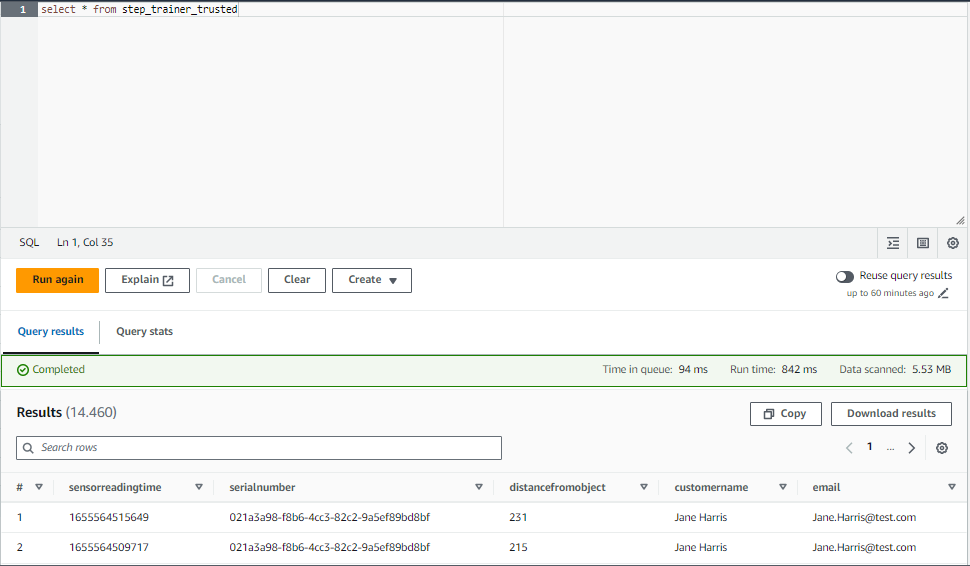 1 select * from step_trainer_trusted
SQL Ln 1, Col 35
Run again Explain Cancel Clear Create Reuse query results
up to 60 minutes ago
Query results Query stats
Completed Time in queue: 94 ms Run time: 842 ms Data scanned: 5.53 MB
Results (14.460) Copy Download results
Search rows 1 ...
# sensorreadingtime serialnumber distancefromobject customername email
1 1655564515649 021a3a98-f8b6-4cc3-82c2-9a5ef89bd8bf 231 Jane Harris Jane.Harris@test.com
2 1655564509717 021a3a98-f8b6-4cc3-82c2-9a5ef89bd8bf 215 Jane Harris Jane.Harris@test.com